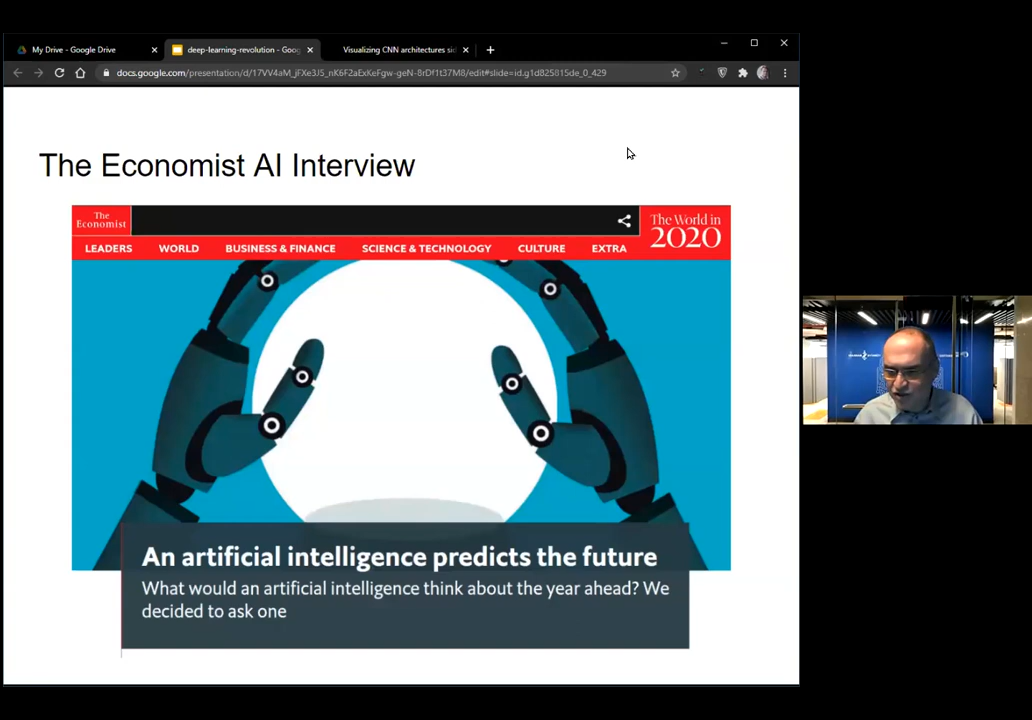 My Drive - Google Drive
deep-learning-revolution - Goog
Visualizing CNN architectures sid
docs.google.com/presentation/d/17VV4aM_jFXe3J5_nK6F2aExKeFgw-geN-8rDf1t37M8/edit#slide=id.g1d825815de_0_429
The Economist AI Interview
The
Economist
The World in
2020
LEADERS WORLD BUSINESS & FINANCE SCIENCE & TECHNOLOGY CULTURE EXTRA
An artificial intelligence predicts the future
What would an artificial intelligence think about the year ahead? We
decided to ask one